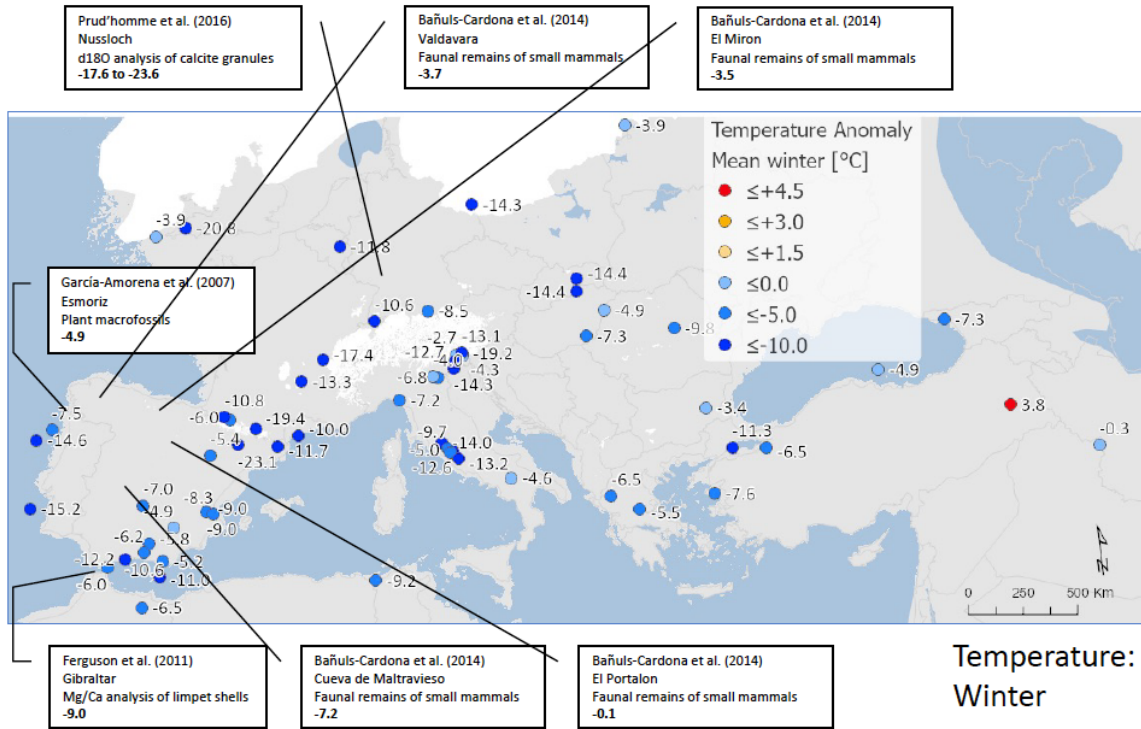 Prud'homme et al. (2016)
Nussloch
d18O analysis of calcite granules
-17.6 to -23.6
Bañuls-Cardona et al. (2014)
Valdavara
Faunal remains of small mammals
-3.7
Bañuls-Cardona et al. (2014)
El Miron
Faunal remains of small mammals
-3.5
Temperature Anomaly
Mean winter [°C]
≤+4.5
≤+3.0
≤+1.5
≤0.0
≤-5.0
≤-10.0
-3.9
-14.3
-3.9
-20.8
-11.8
García-Amorena et al. (2007)
Esmoriz
Plant macrofossils
-4.9
-14.4
-14.4
-10.6
-8.5
-4.9
-7.3
-9.8
-7.3
-2.7
-13.1
-12.7
-19.2
-4.0
-4.3
-17.4
-6.8
-14.3
-13.3
-4.9
-7.2
3.8
-10.8
-6.0
-7.5
-19.4
-10.0
-3.4
-0.3
-14.6
-5.4
-11.7
-9.7
-14.0
-11.3
-5.0
-6.5
-23.1
-12.6
-13.2
-4.6
-7.0
-8.3
-6.5
-7.6
-15.2
-4.9
-9.0
-5.5
-9.0
-6.2
-5.8
-12.2
-5.2
-10.6
-6.0
-11.0
-9.2
-6.5
0
250
500 Km
Ferguson et al. (2011)
Gibraltar
Mg/Ca analysis of limpet shells
-9.0
Bañuls-Cardona et al. (2014)
Cueva de Maltravieso
Faunal remains of small mammals
-7.2
Bañuls-Cardona et al. (2014)
El Portalon
Faunal remains of small mammals
-0.1
Temperature:
Winter